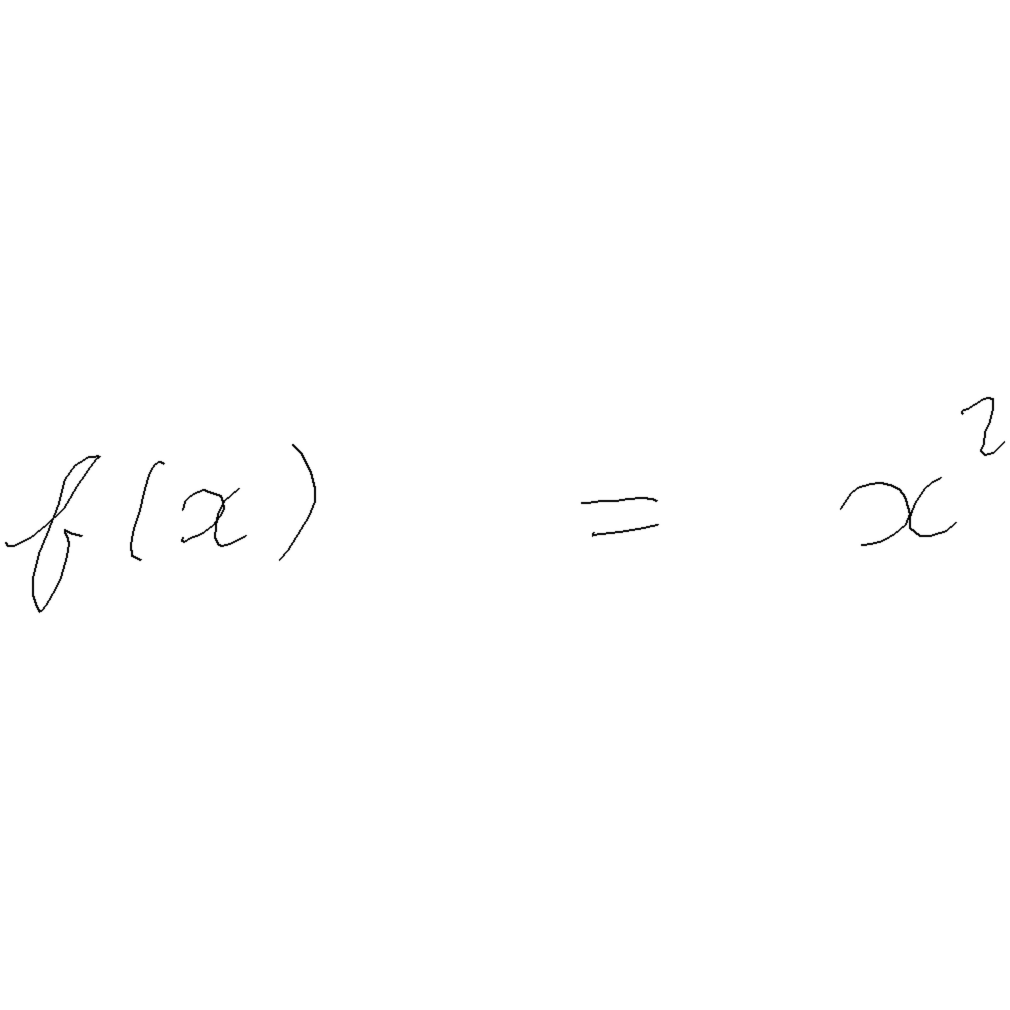 f(x) = x²